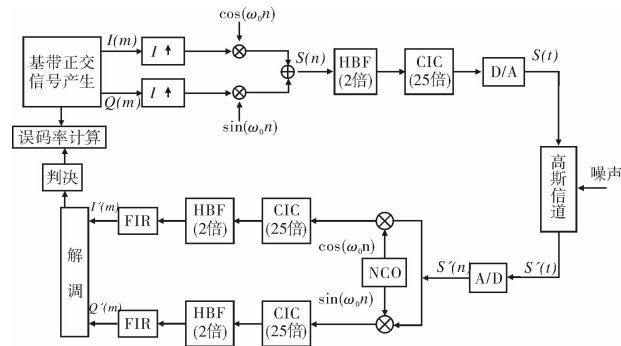 cos(ω₀n)
基带正交
信号产生
I(m)
I↑
S(n)
HBF
(2倍)
CIC
(25倍)
D/A
S(t)
Q(m)
I↑
sin(ω₀n)
误码率计算
判决
高斯信道
噪声
解调
I′(m)
FIR
HBF
(2倍)
CIC
(25倍)
cos(ω₀n)
NCO
S′(n)
A/D
S′(t)
sin(ω₀n)
Q′(m)
FIR
HBF
(2倍)
CIC
(25倍)